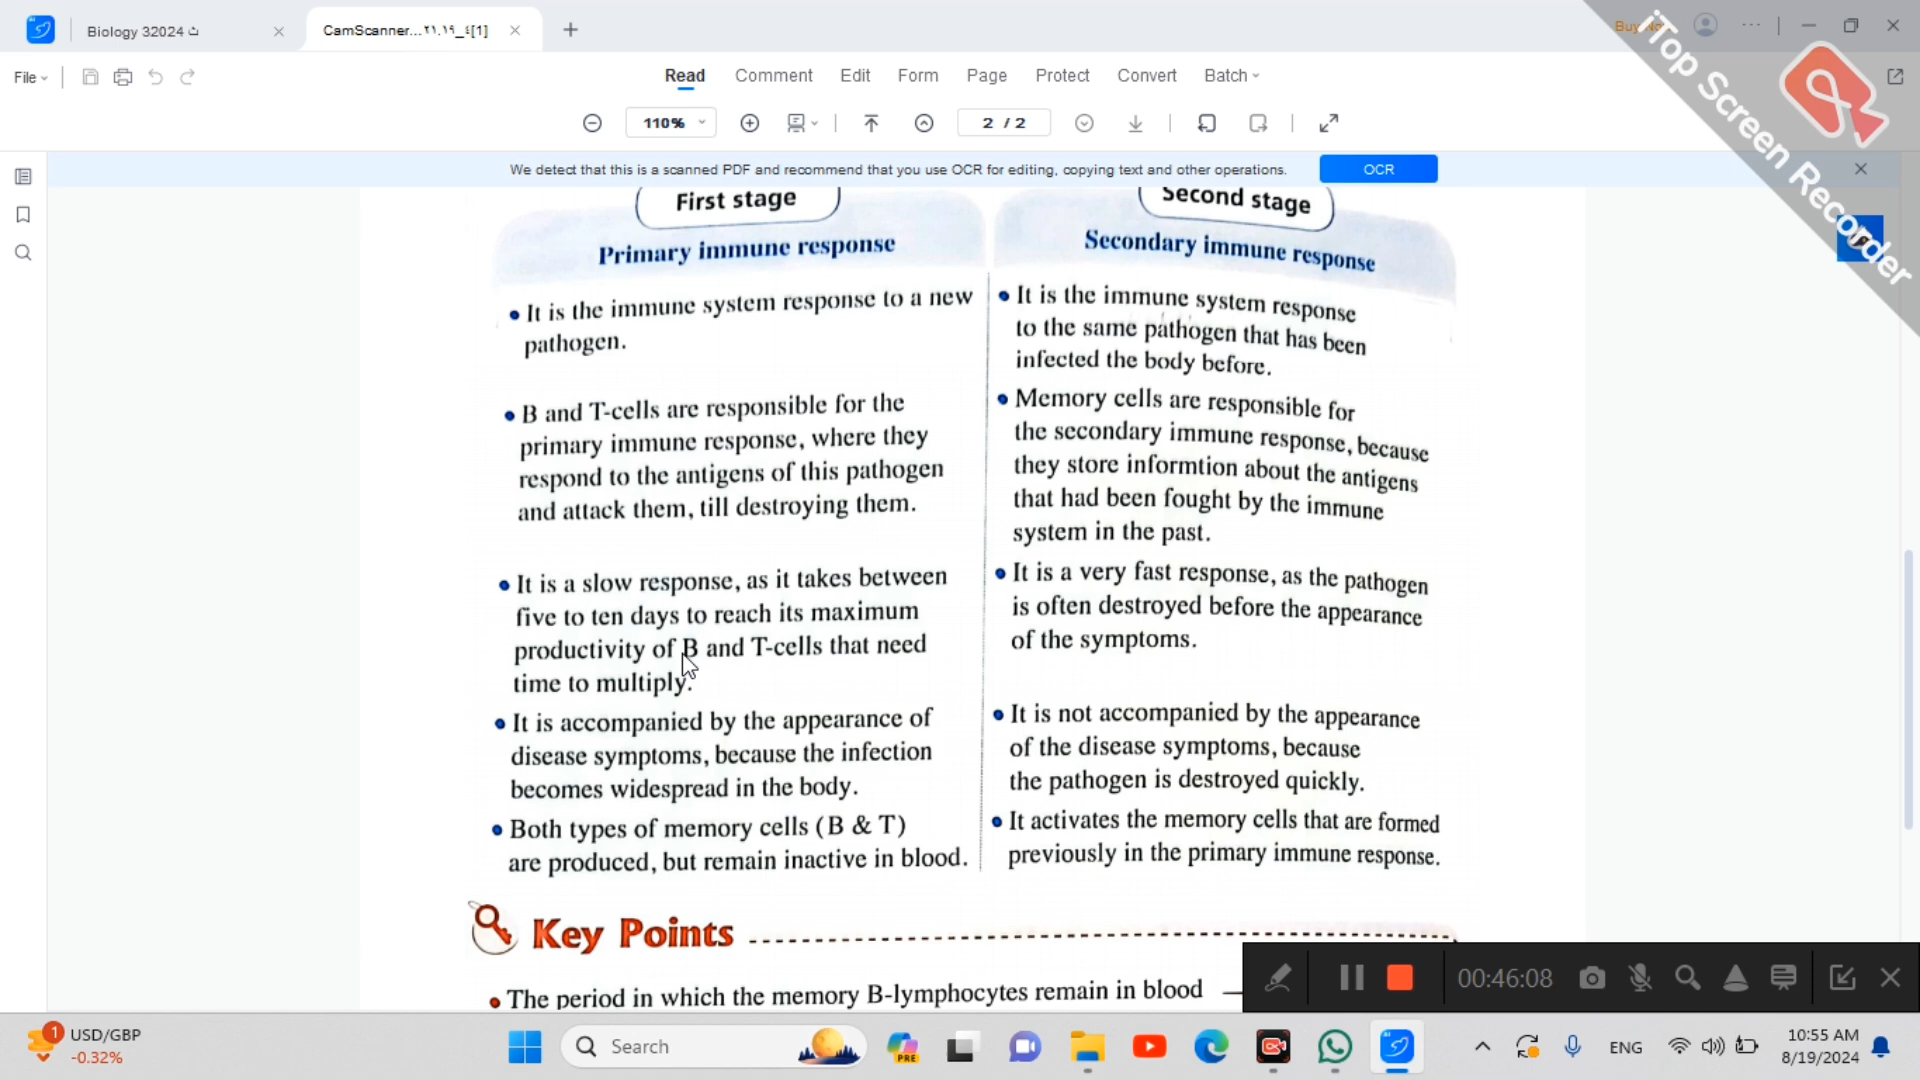 Biology 32024 ث
CamScanner...٢١.١٩_٤[1]
Buy Now
iTop Screen Recorder
File
Read
Comment
Edit
Form
Page
Protect
Convert
Batch
110%
2 / 2
We detect that this is a scanned PDF and recommend that you use OCR for editing, copying text and other operations.
OCR
First stage
Primary immune response
• It is the immune system response to a new
pathogen.
• B and T-cells are responsible for the
primary immune response, where they
respond to the antigens of this pathogen
and attack them, till destroying them.
• It is a slow response, as it takes between
five to ten days to reach its maximum
productivity of B and T-cells that need
time to multiply.
• It is accompanied by the appearance of
disease symptoms, because the infection
becomes widespread in the body.
• Both types of memory cells (B & T)
are produced, but remain inactive in blood.
Second stage
Secondary immune response
• It is the immune system response
to the same pathogen that has been
infected the body before.
• Memory cells are responsible for
the secondary immune response, because
they store informtion about the antigens
that had been fought by the immune
system in the past.
• It is a very fast response, as the pathogen
is often destroyed before the appearance
of the symptoms.
• It is not accompanied by the appearance
of the disease symptoms, because
the pathogen is destroyed quickly.
• It activates the memory cells that are formed
previously in the primary immune response.
Key Points
• The period in which the memory B-lymphocytes remain in blood
00:46:08
1
USD/GBP
-0.32%
Search
PRE
ENG
10:55 AM
8/19/2024